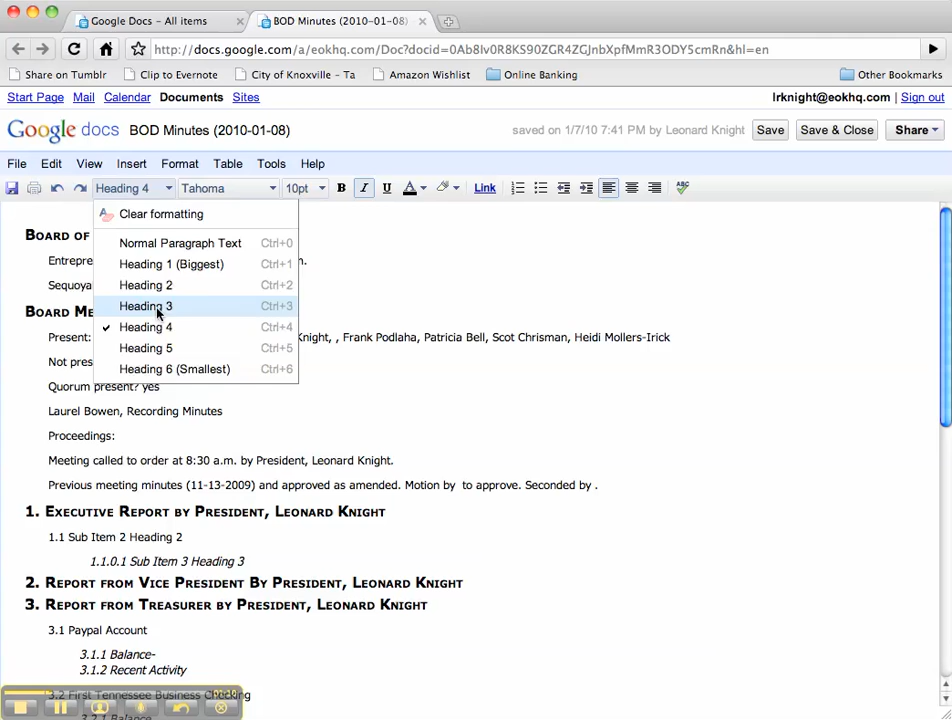 Google Docs - All items
BOD Minutes (2010-01-08)
http://docs.google.com/a/eokhq.com/Doc?docid=0Ab8lv0R8KS90ZGR4ZGJnbXpfMmR3ODY5cmRn&hl=en
Share on Tumblr Clip to Evernote City of Knoxville - Ta Amazon Wishlist Online Banking Other Bookmarks
Start Page Mail Calendar Documents Sites lrknight@eokhq.com | Sign out
Google docs BOD Minutes (2010-01-08) saved on 1/7/10 7:41 PM by Leonard Knight Save Save & Close Share
File Edit View Insert Format Table Tools Help
Heading 4 Tahoma 10pt B I U A Link ABC
Clear formatting
Board of
Normal Paragraph Text Ctrl+0
Entrepre n.
Heading 1 (Biggest) Ctrl+1
Sequoya
Heading 2 Ctrl+2
Heading 3 Ctrl+3
Board Me
Heading 4 Ctrl+4
Present: Knight, , Frank Podlaha, Patricia Bell, Scot Chrisman, Heidi Mollers-Irick
Heading 5 Ctrl+5
Not pres
Heading 6 (Smallest) Ctrl+6
Quorum present? yes
Laurel Bowen, Recording Minutes
Proceedings:
Meeting called to order at 8:30 a.m. by President, Leonard Knight.
Previous meeting minutes (11-13-2009) and approved as amended. Motion by  to approve. Seconded by .
1. Executive Report by President, Leonard Knight
1.1 Sub Item 2 Heading 2
1.1.0.1 Sub Item 3 Heading 3
2. Report from Vice President By President, Leonard Knight
3. Report from Treasurer by President, Leonard Knight
3.1 Paypal Account
3.1.1 Balance-
3.1.2 Recent Activity
3.2 First Tennessee Business Checking
3.2.1 Balance